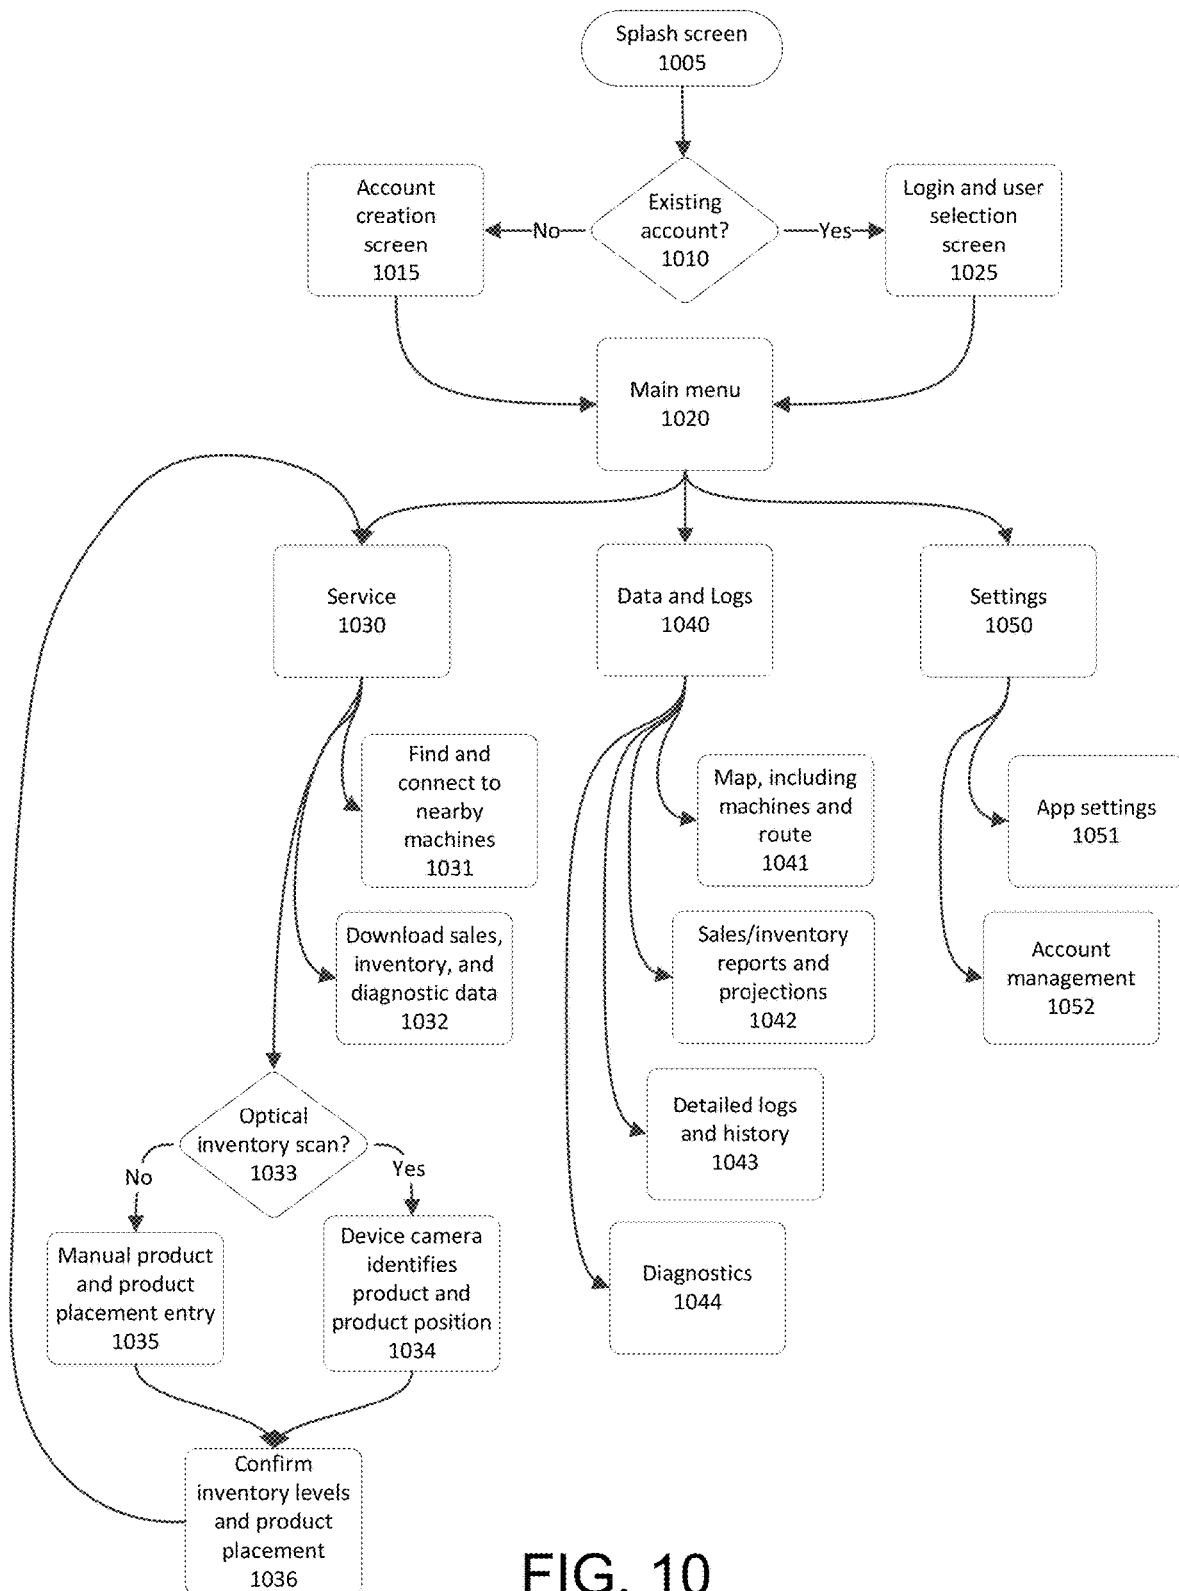 Splash screen
1005
Existing
account?
1010
No
Yes
Account
creation
screen
1015
Login and user
selection
screen
1025
Main menu
1020
Service
1030
Data and Logs
1040
Settings
1050
Find and
connect to
nearby
machines
1031
Download sales,
inventory, and
diagnostic data
1032
Optical
inventory scan?
1033
No
Yes
Manual product
and product
placement entry
1035
Device camera
identifies
product and
product position
1034
Confirm
inventory levels
and product
placement
1036
Map, including
machines and
route
1041
Sales/inventory
reports and
projections
1042
Detailed logs
and history
1043
Diagnostics
1044
App settings
1051
Account
management
1052
FIG. 10